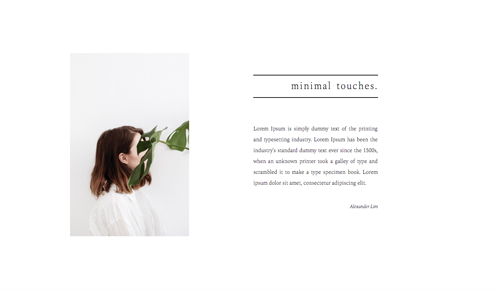 minimal touches.
Lorem Ipsum is simply dummy text of the printing
and typesetting industry. Lorem Ipsum has been the
industry's standard dummy text ever since the 1500s,
when an unknown printer took a galley of type and
scrambled it to make a type specimen book. Lorem
ipsum dolor sit amet, consectetur adipiscing elit.
Alexander Lim